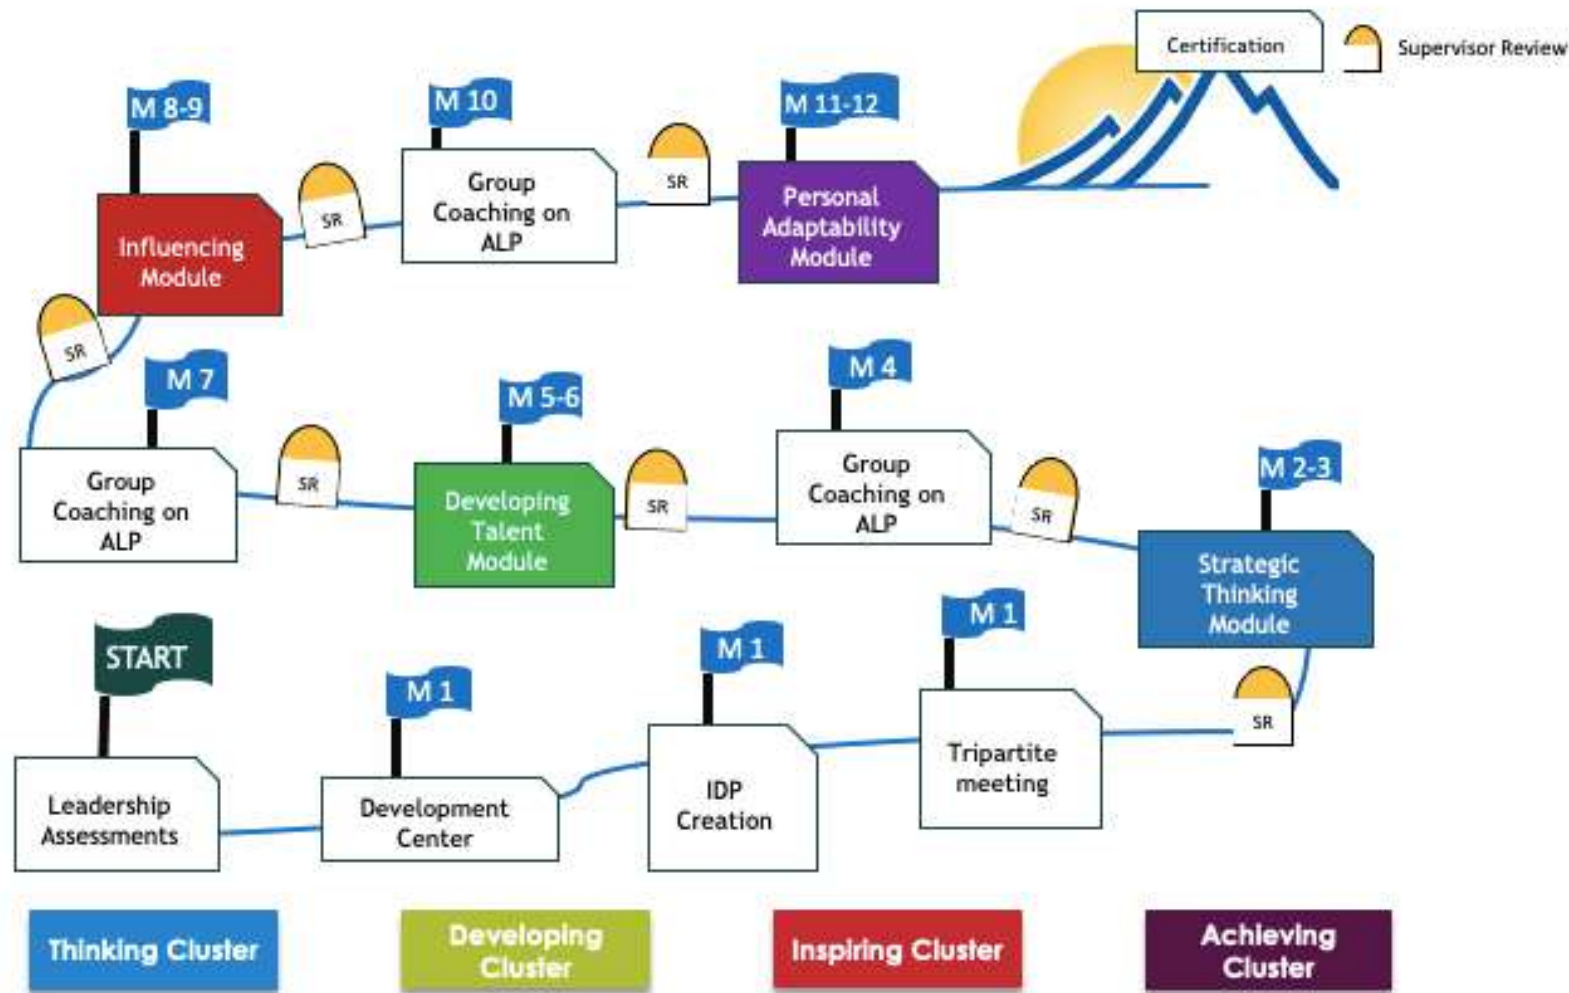 Certification
Supervisor Review
M 8-9
M 10
M 11-12
Influencing
Module
SR
Group
Coaching on
ALP
SR
Personal
Adaptability
Module
SR
M 7
M 5-6
M 4
M 2-3
Group
Coaching on
ALP
SR
Developing
Talent
Module
SR
Group
Coaching on
ALP
SR
Strategic
Thinking
Module
START
M 1
M 1
M 1
Leadership
Assessments
Development
Center
IDP
Creation
Tripartite
meeting
SR
Thinking Cluster
Developing
Cluster
Inspiring Cluster
Achieving
Cluster